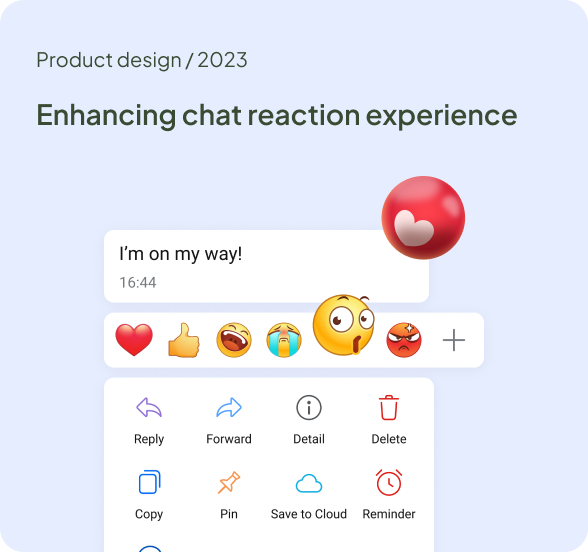 Product design / 2023
Enhancing chat reaction experience
I’m on my way!
16:44
Reply Forward Detail Delete
Copy Pin Save to Cloud Reminder